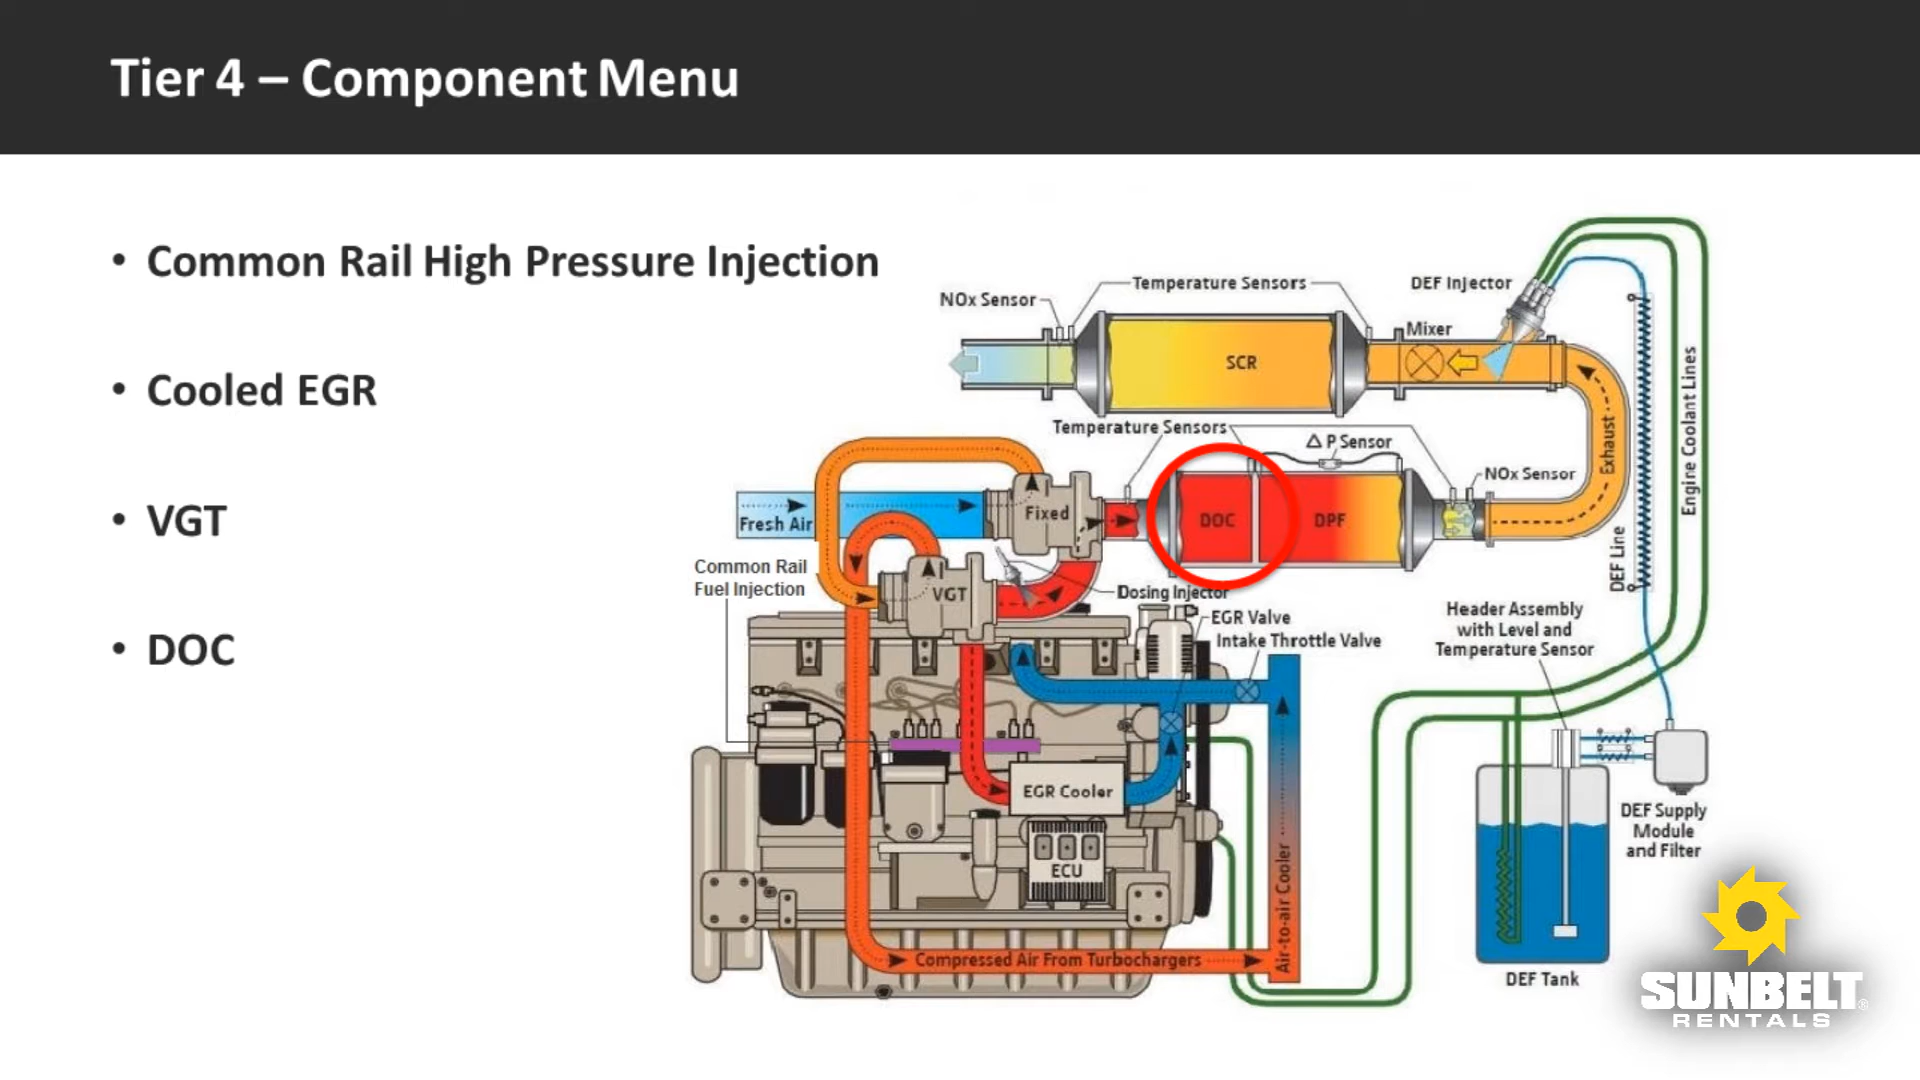 Tier 4 – Component Menu
• Common Rail High Pressure Injection
• Cooled EGR
• VGT
• DOC
Temperature Sensors
DEF Injector
NOx Sensor
Mixer
SCR
Engine Coolant Lines
Temperature Sensors
Δ P Sensor
Exhaust
NOx Sensor
Fresh Air
Fixed
DOC
DPF
DEF Line
Common Rail
Fuel Injection
VGT
Dosing Injector
EGR Valve
Intake Throttle Valve
Header Assembly
with Level and
Temperature Sensor
EGR Cooler
ECU
Air-to-air Cooler
Compressed Air From Turbochargers
DEF Supply
Module
and Filter
DEF Tank
SUNBELT®
RENTALS